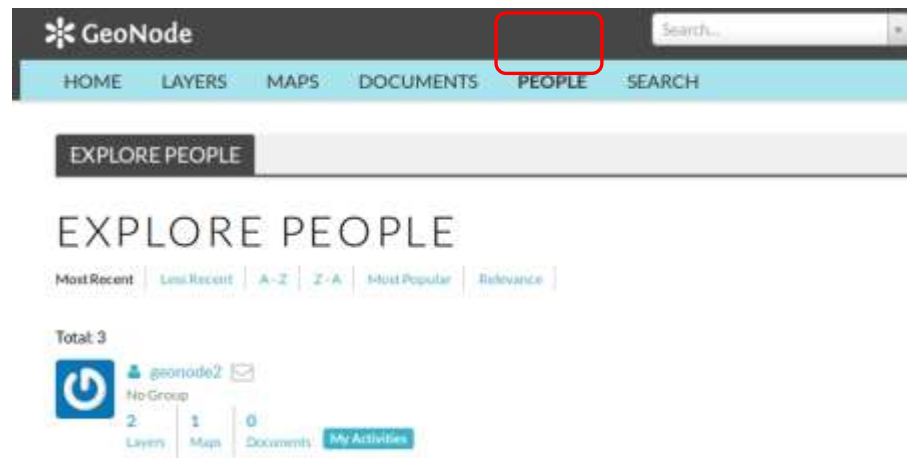 GeoNode Search...
HOME LAYERS MAPS DOCUMENTS PEOPLE SEARCH
EXPLORE PEOPLE
EXPLORE PEOPLE
Most Recent Less Recent A-Z Z-A Most Popular Relevance
Total: 3
geonode2
No Group
2 1 0
Layers Maps Documents My Activities